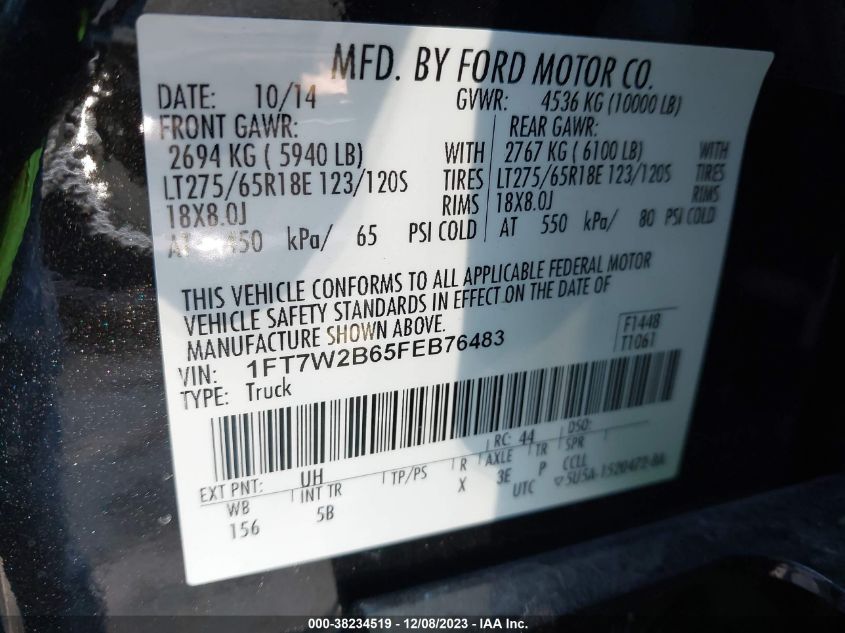 MFD. BY FORD MOTOR CO.
DATE: 10/14 GVWR: 4536 KG (10000 LB)
FRONT GAWR: REAR GAWR:
2694 KG ( 5940 LB) WITH 2767 KG ( 6100 LB) WITH
LT275/65R18E 123/120S TIRES LT275/65R18E 123/120S TIRES
18X8.0J RIMS 18X8.0J RIMS
AT 450 kPa/ 65 PSI COLD AT 550 kPa/ 80 PSI COLD
THIS VEHICLE CONFORMS TO ALL APPLICABLE FEDERAL MOTOR
VEHICLE SAFETY STANDARDS IN EFFECT ON THE DATE OF
MANUFACTURE SHOWN ABOVE.
VIN: 1FT7W2B65FEB76483 F1448
TYPE: Truck T1061
EXT PNT: UH RC: 44 DSO:
WB INT TR TP/PS R AXLE TR SPR
156 5B X 3E P CCLL
UTC
000-38234519 - 12/08/2023 - IAAI.COM